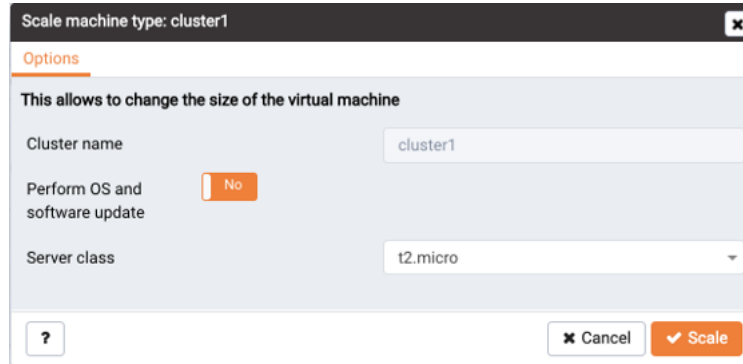 Scale machine type: cluster1
Options
This allows to change the size of the virtual machine
Cluster name
cluster1
Perform OS and
software update
No
Server class
t2.micro
?
Cancel
Scale